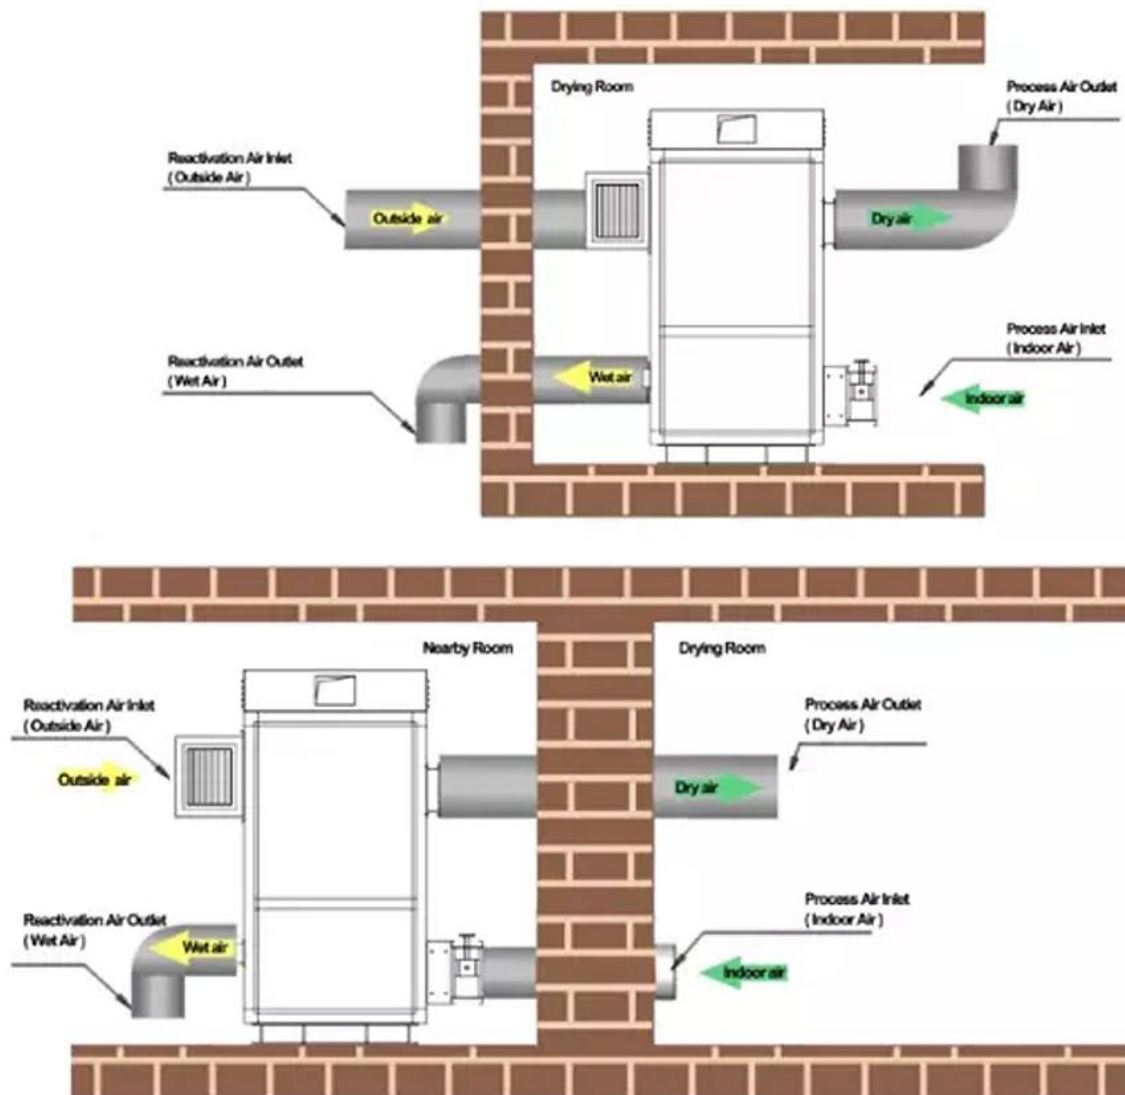 Drying Room
Process Air Outlet
( Dry Air )
Reactivation Air Inlet
( Outside Air )
Outside air
Dry air
Process Air Inlet
( Indoor Air )
Reactivation Air Outlet
( Wet Air )
Wet air
Indoor air
Nearby Room
Drying Room
Reactivation Air Inlet
( Outside Air )
Process Air Outlet
( Dry Air )
Outside air
Dry air
Process Air Inlet
( Indoor Air )
Reactivation Air Outlet
( Wet Air )
Wet air
Indoor air